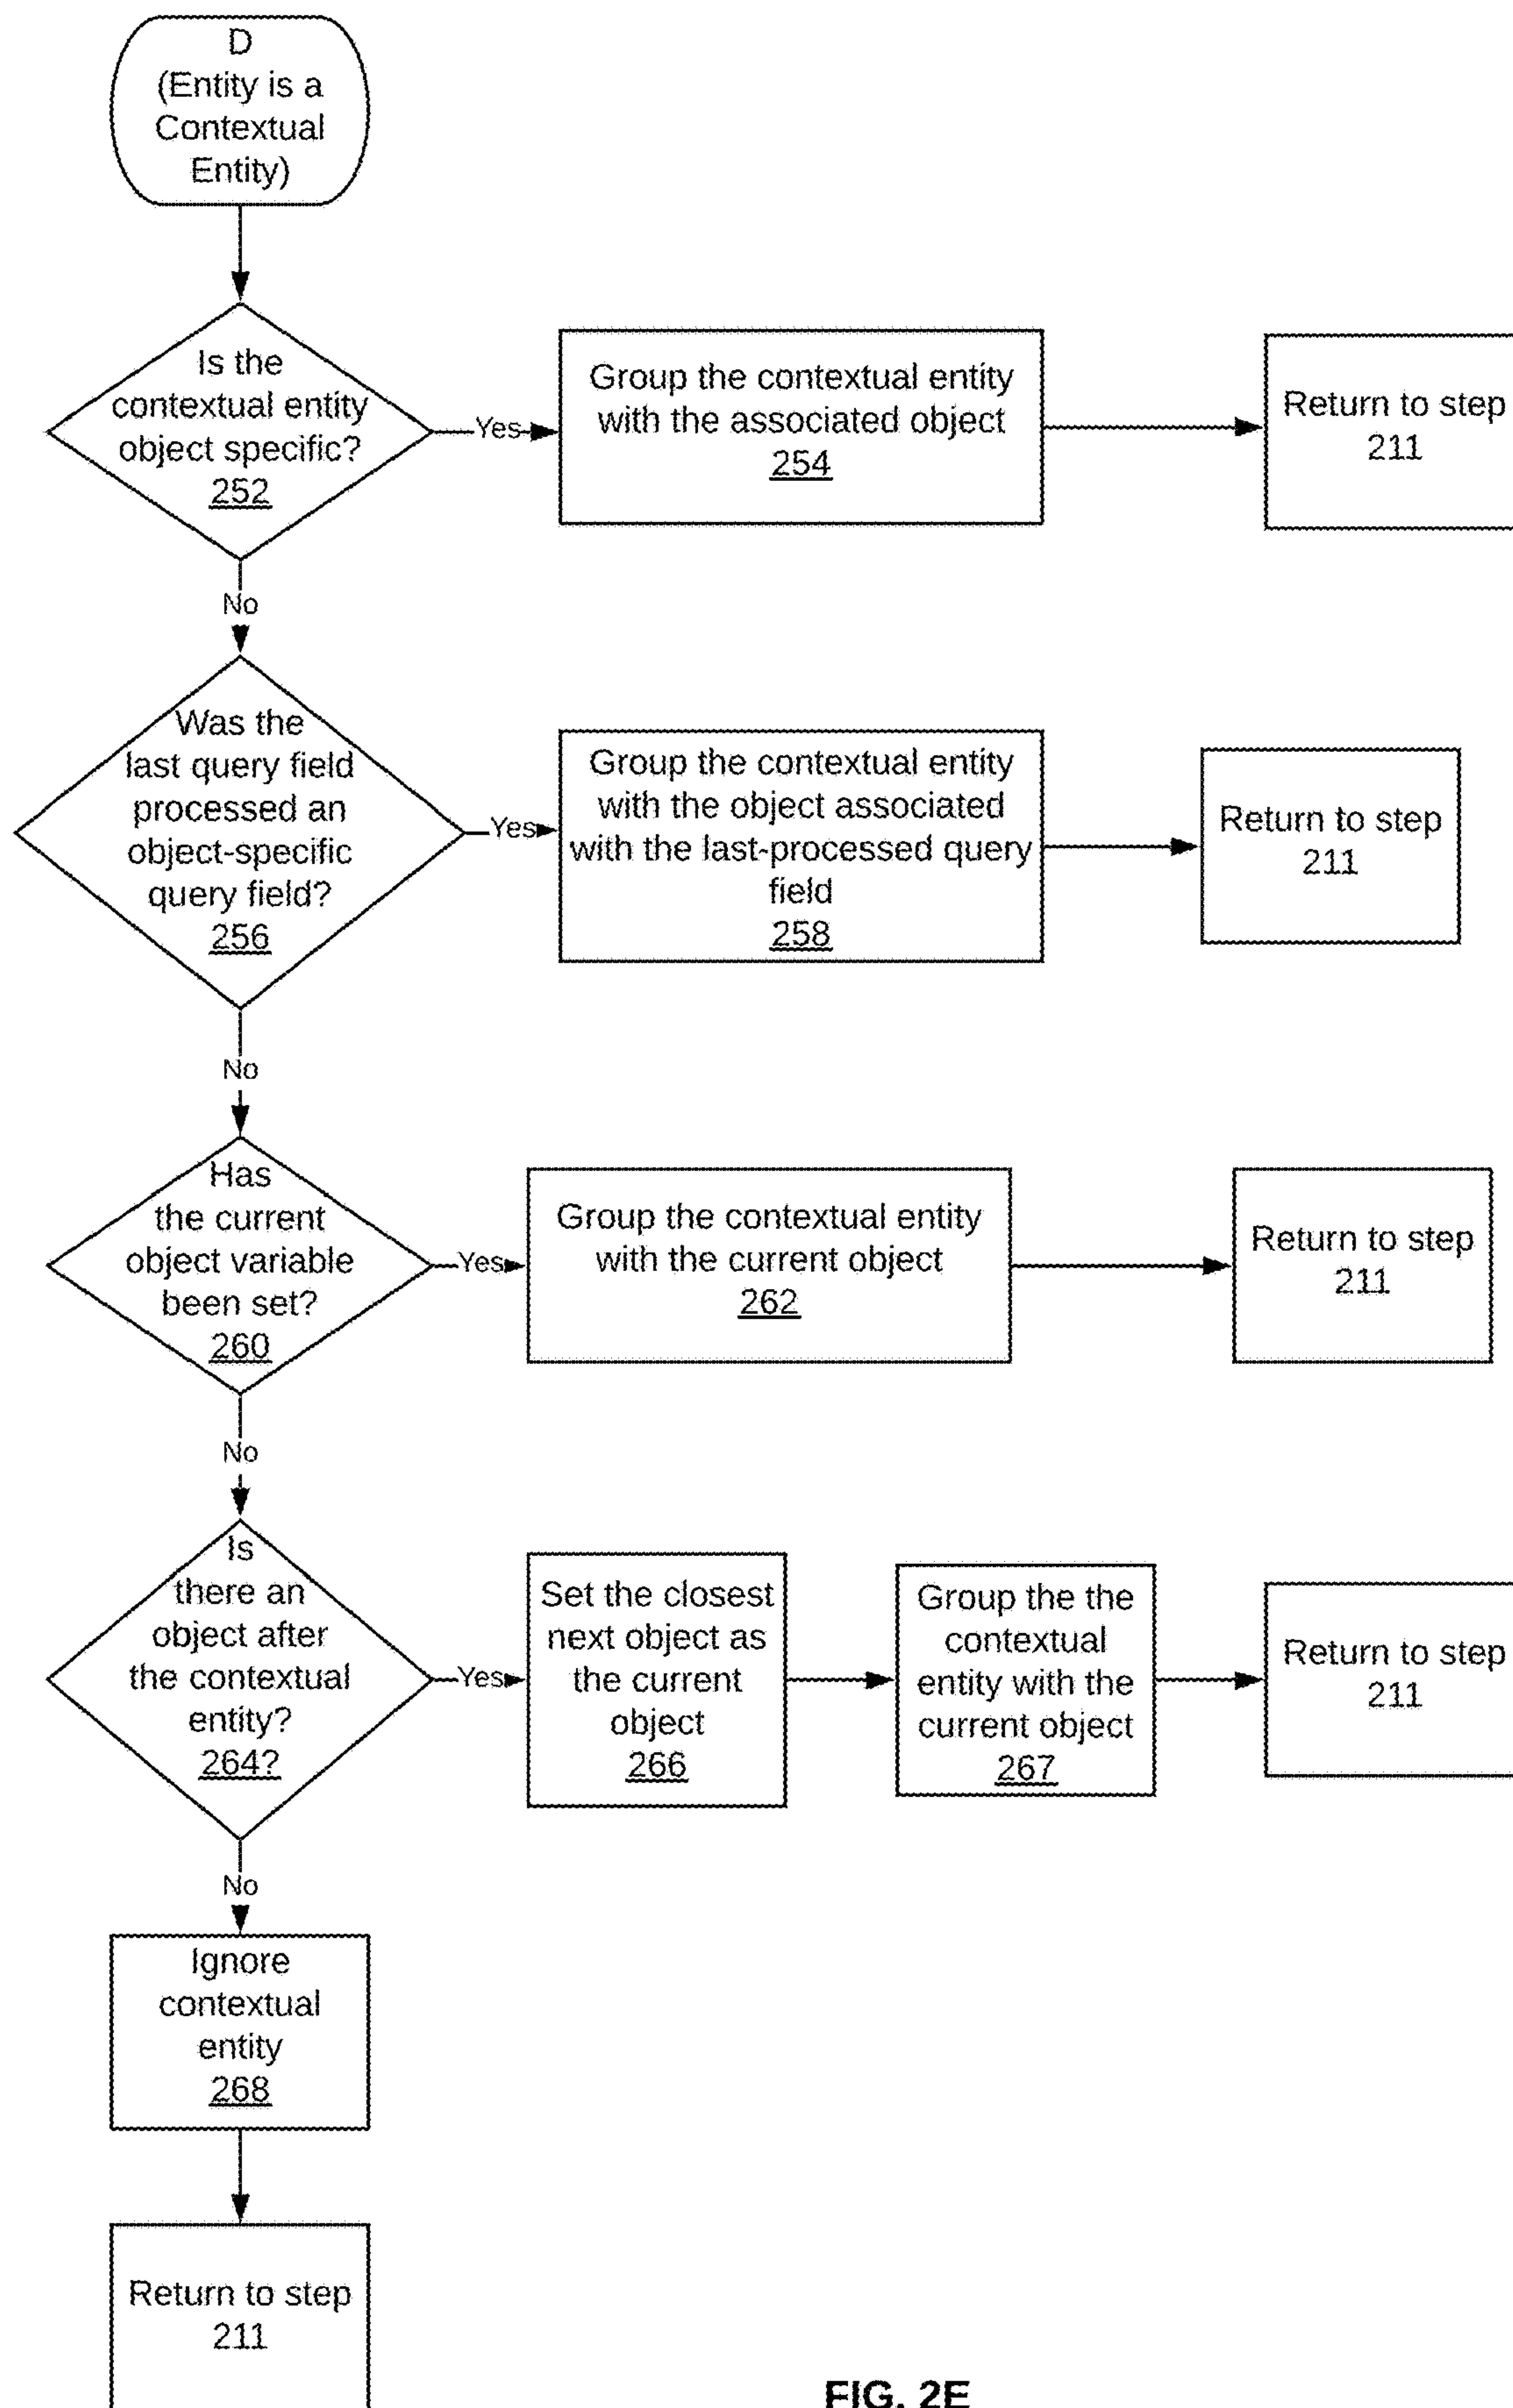 D
(Entity is a
Contextual
Entity)
Is the
contextual entity
object specific?
252
Yes
Group the contextual entity
with the associated object
254
Return to step
211
No
Was the
last query field
processed an
object-specific
query field?
256
Yes
Group the contextual entity
with the object associated
with the last-processed query
field
258
Return to step
211
No
Has
the current
object variable
been set?
260
Yes
Group the contextual entity
with the current object
262
Return to step
211
No
Is
there an
object after
the contextual
entity?
264?
Yes
Set the closest
next object as
the current
object
266
Group the the
contextual
entity with the
current object
267
Return to step
211
No
Ignore
contextual
entity
268
Return to step
211
FIG. 2E